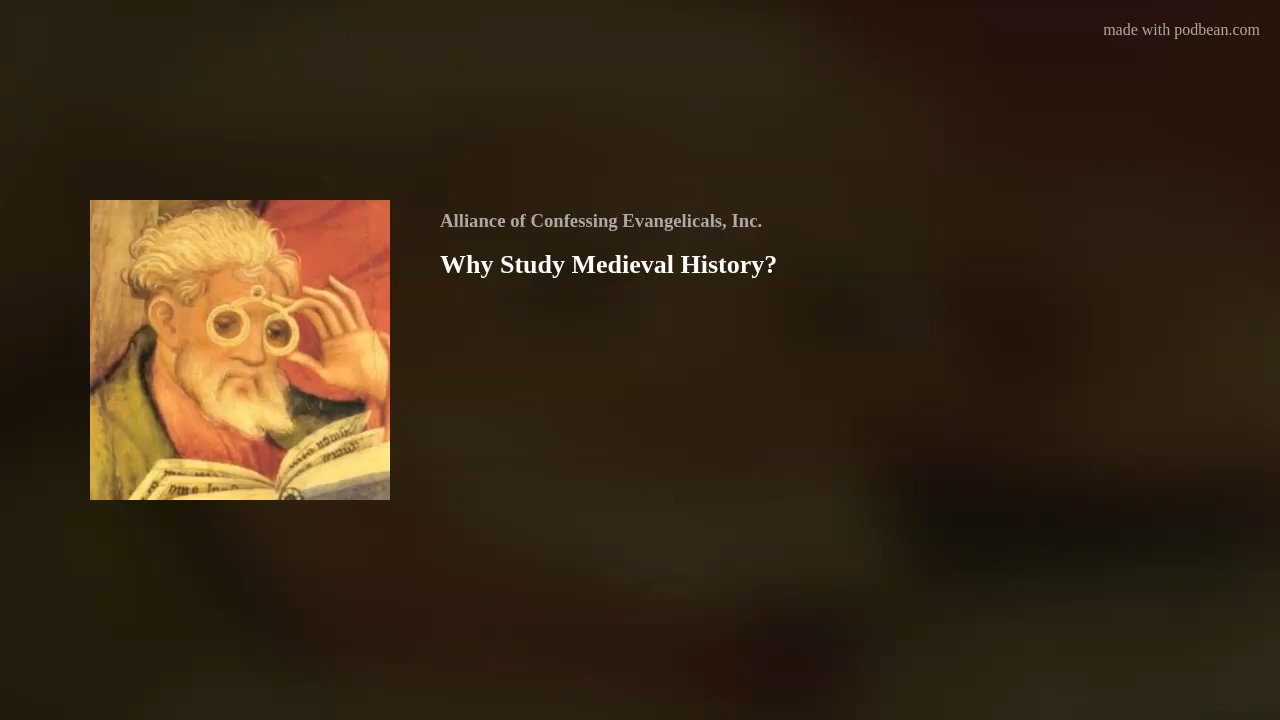 made with podbean.com
Alliance of Confessing Evangelicals, Inc.
Why Study Medieval History?